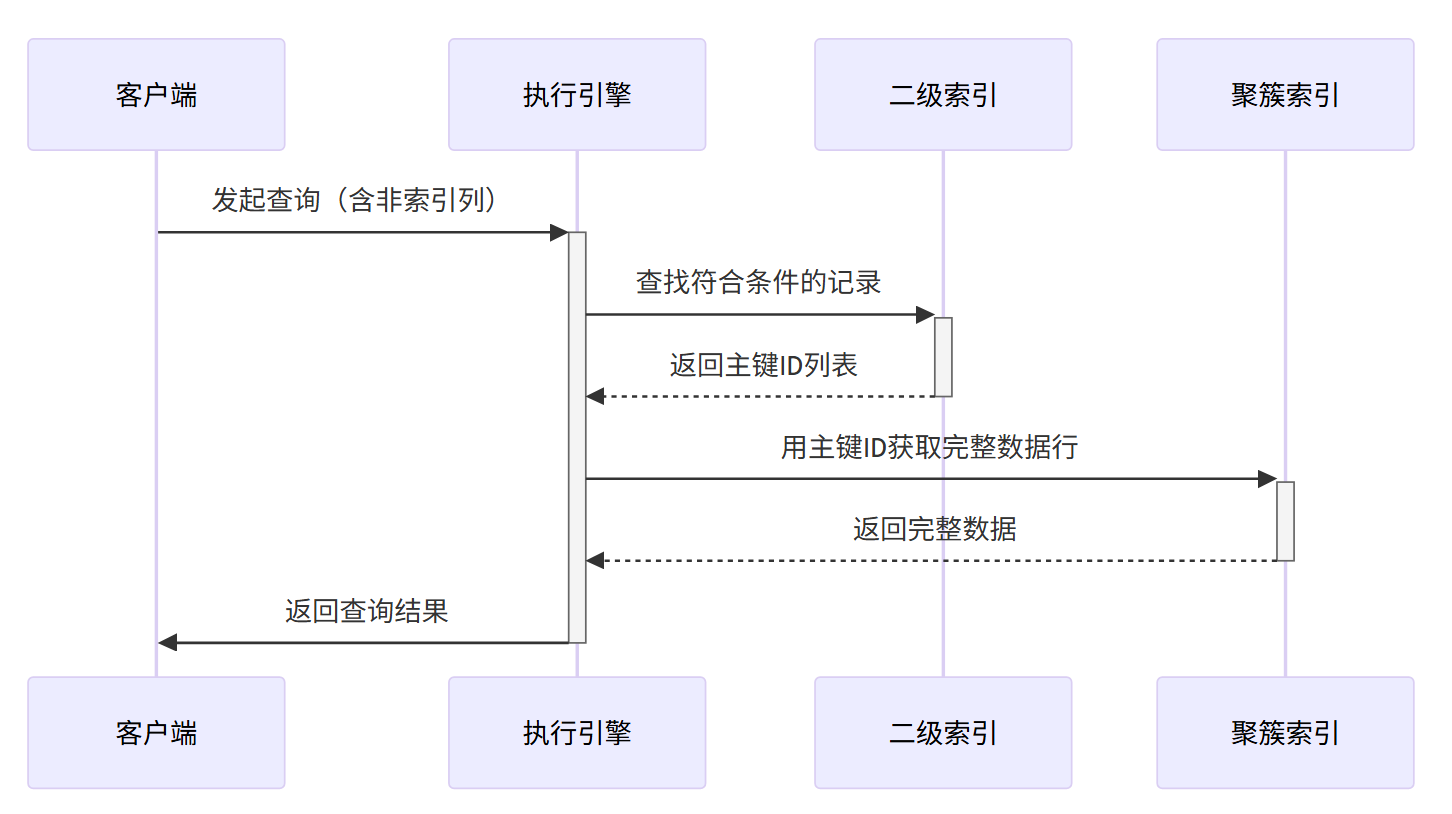 客户端
执行引擎
二级索引
聚簇索引
发起查询（含非索引列）
查找符合条件的记录
返回主键ID列表
用主键ID获取完整数据行
返回完整数据
返回查询结果
客户端
执行引擎
二级索引
聚簇索引